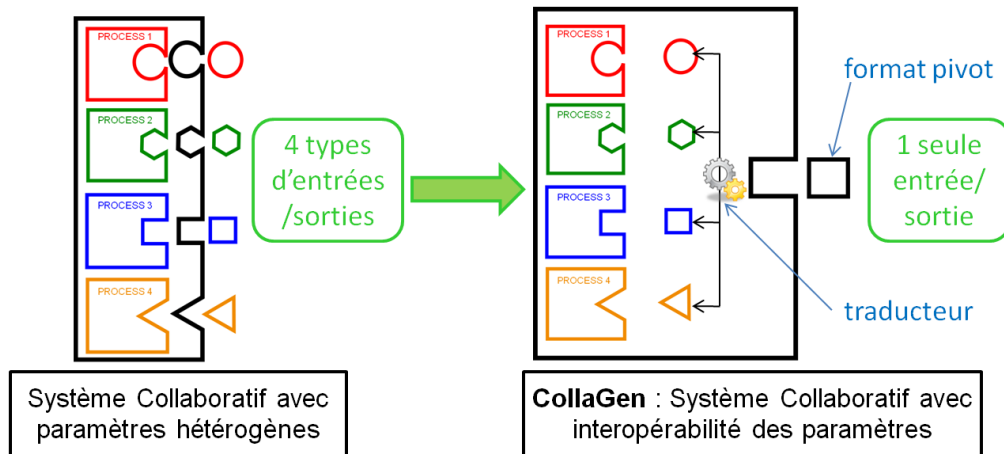 PROCESS 1
PROCESS 2
PROCESS 3
PROCESS 4
4 types
d'entrées
/sorties
Système Collaboratif avec
paramètres hétérogènes
PROCESS 1
PROCESS 2
PROCESS 3
PROCESS 4
format pivot
1 seule
entrée/
sortie
traducteur
CollaGen : Système Collaboratif avec
interopérabilité des paramètres